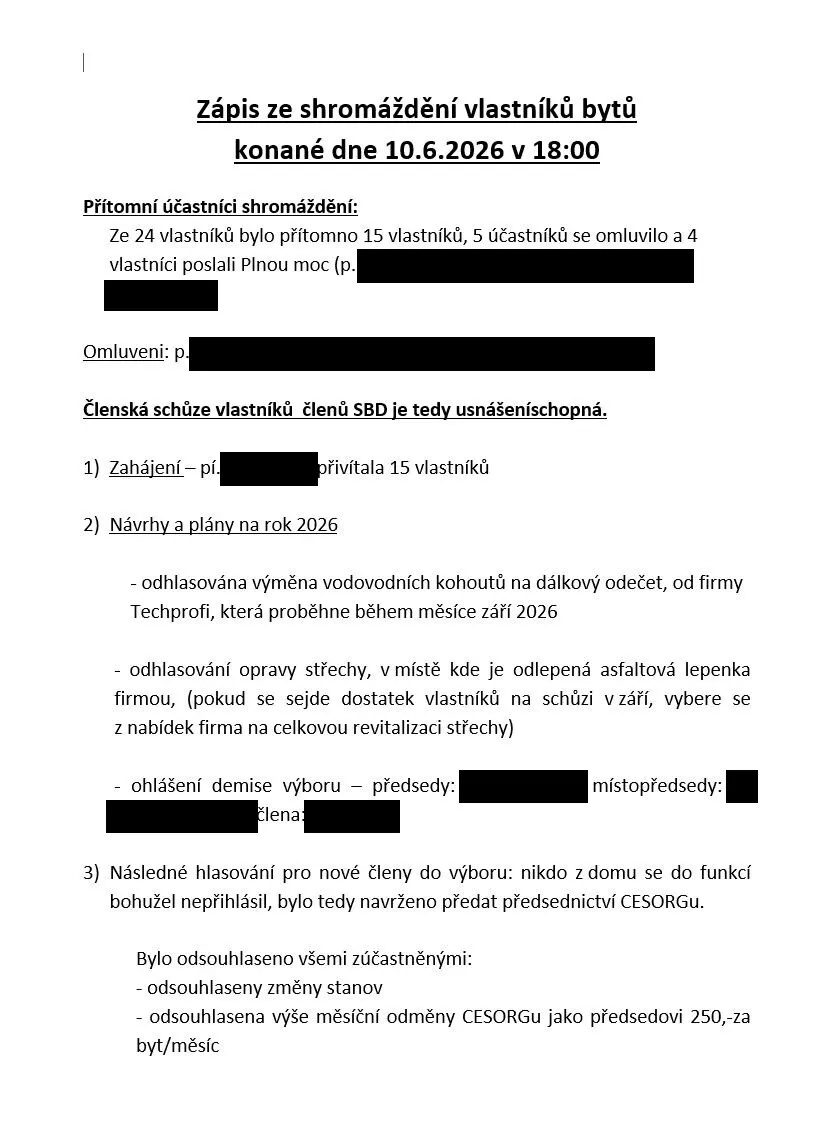 Zápis ze shromáždění vlastníků bytů
konané dne 10.6.2026 v 18:00
Přítomní účastníci shromáždění:
Ze 24 vlastníků bylo přítomno 15 vlastníků, 5 účastníků se omluvilo a 4
vlastníci poslali Plnou moc (p.
Omluveni: p.
Členská schůze vlastníků členů SBD je tedy usnášeníschopná.
1) Zahájení – pí. přivítala 15 vlastníků
2) Návrhy a plány na rok 2026
- odhlasována výměna vodovodních kohoutů na dálkový odečet, od firmy
Techprofi, která proběhne během měsíce září 2026
- odhlasování opravy střechy, v místě kde je odlepená asfaltová lepenka
firmou, (pokud se sejde dostatek vlastníků na schůzi v září, vybere se
z nabídek firma na celkovou revitalizaci střechy)
- ohlášení demise výboru – předsedy: místopředsedy:
člena:
3) Následné hlasování pro nové členy do výboru: nikdo z domu se do funkcí
bohužel nepřihlásil, bylo tedy navrženo předat předsednictví CESORGu.
Bylo odsouhlaseno všemi zúčastněnými:
- odsouhlaseny změny stanov
- odsouhlasena výše měsíční odměny CESORGu jako předsedovi 250,-za
byt/měsíc